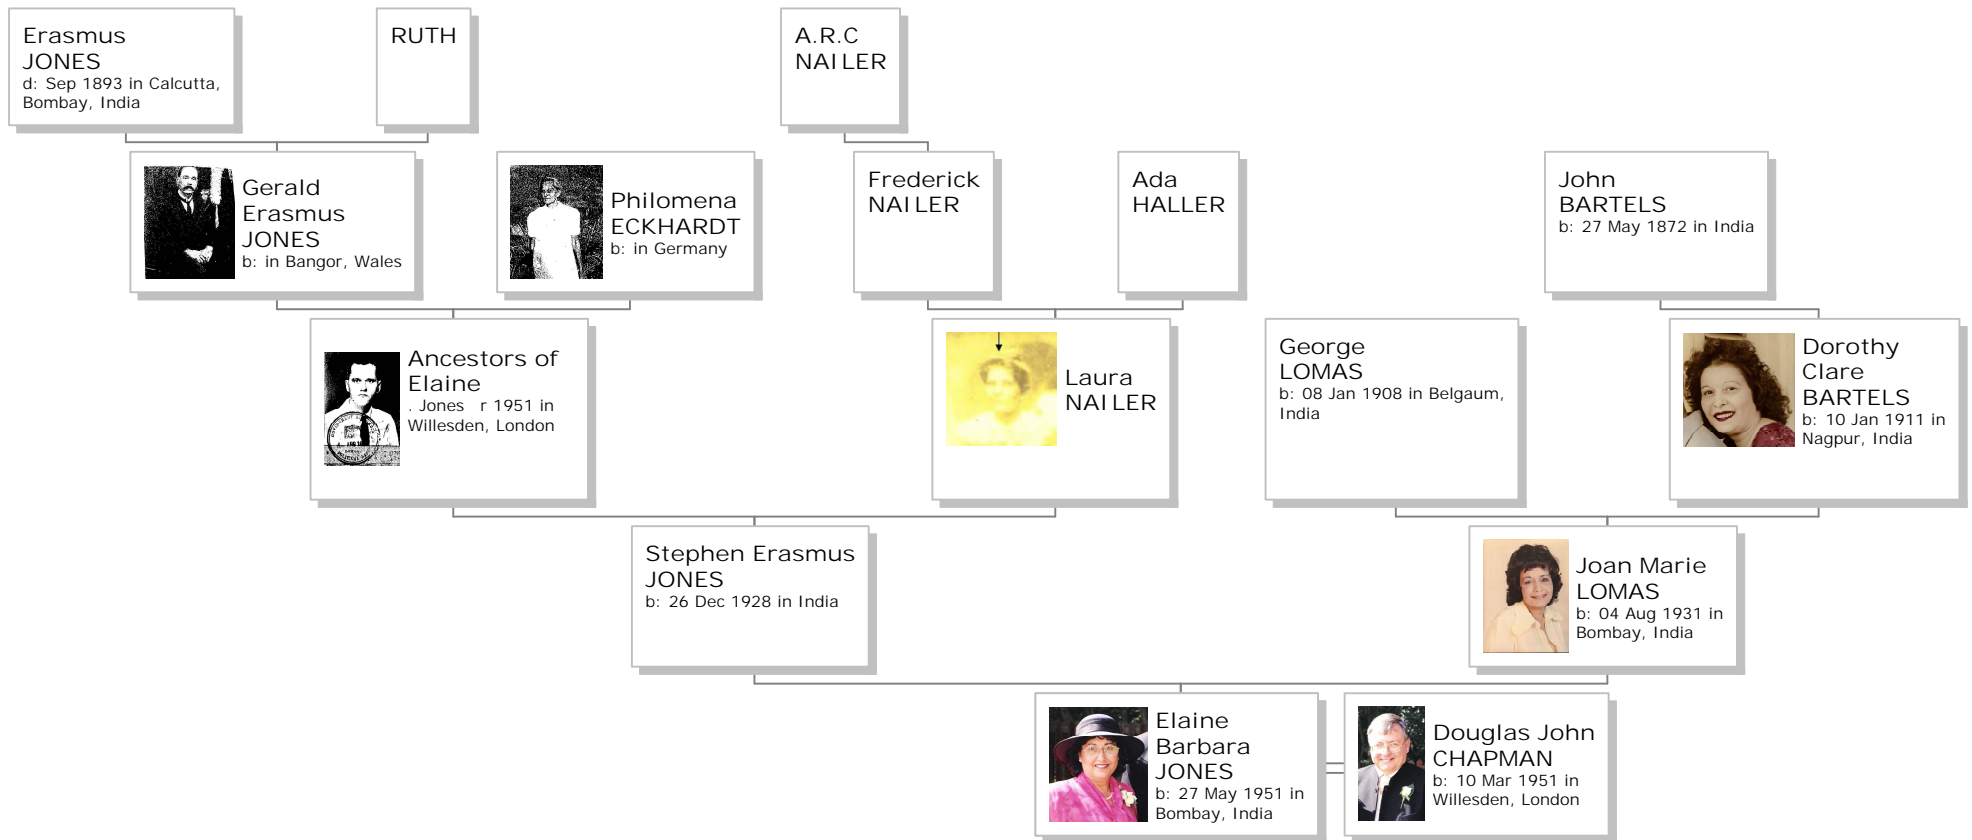 Erasmus
JONES
d: Sep 1893 in Calcutta,
Bombay, India
RUTH
A.R.C
NAILER
Gerald
Erasmus
JONES
b: in Bangor, Wales
Philomena
ECKHARDT
b: in Germany
Frederick
NAILER
Ada
HALLER
John
BARTELS
b: 27 May 1872 in India
Ancestors of
Elaine
. Jones r 1951 in
Willesden, London
Laura
NAILER
George
LOMAS
b: 08 Jan 1908 in Belgaum,
India
Dorothy
Clare
BARTELS
b: 10 Jan 1911 in
Nagpur, India
Stephen Erasmus
JONES
b: 26 Dec 1928 in India
Joan Marie
LOMAS
b: 04 Aug 1931 in
Bombay, India
Elaine
Barbara
JONES
b: 27 May 1951 in
Bombay, India
Douglas John
CHAPMAN
b: 10 Mar 1951 in
Willesden, London